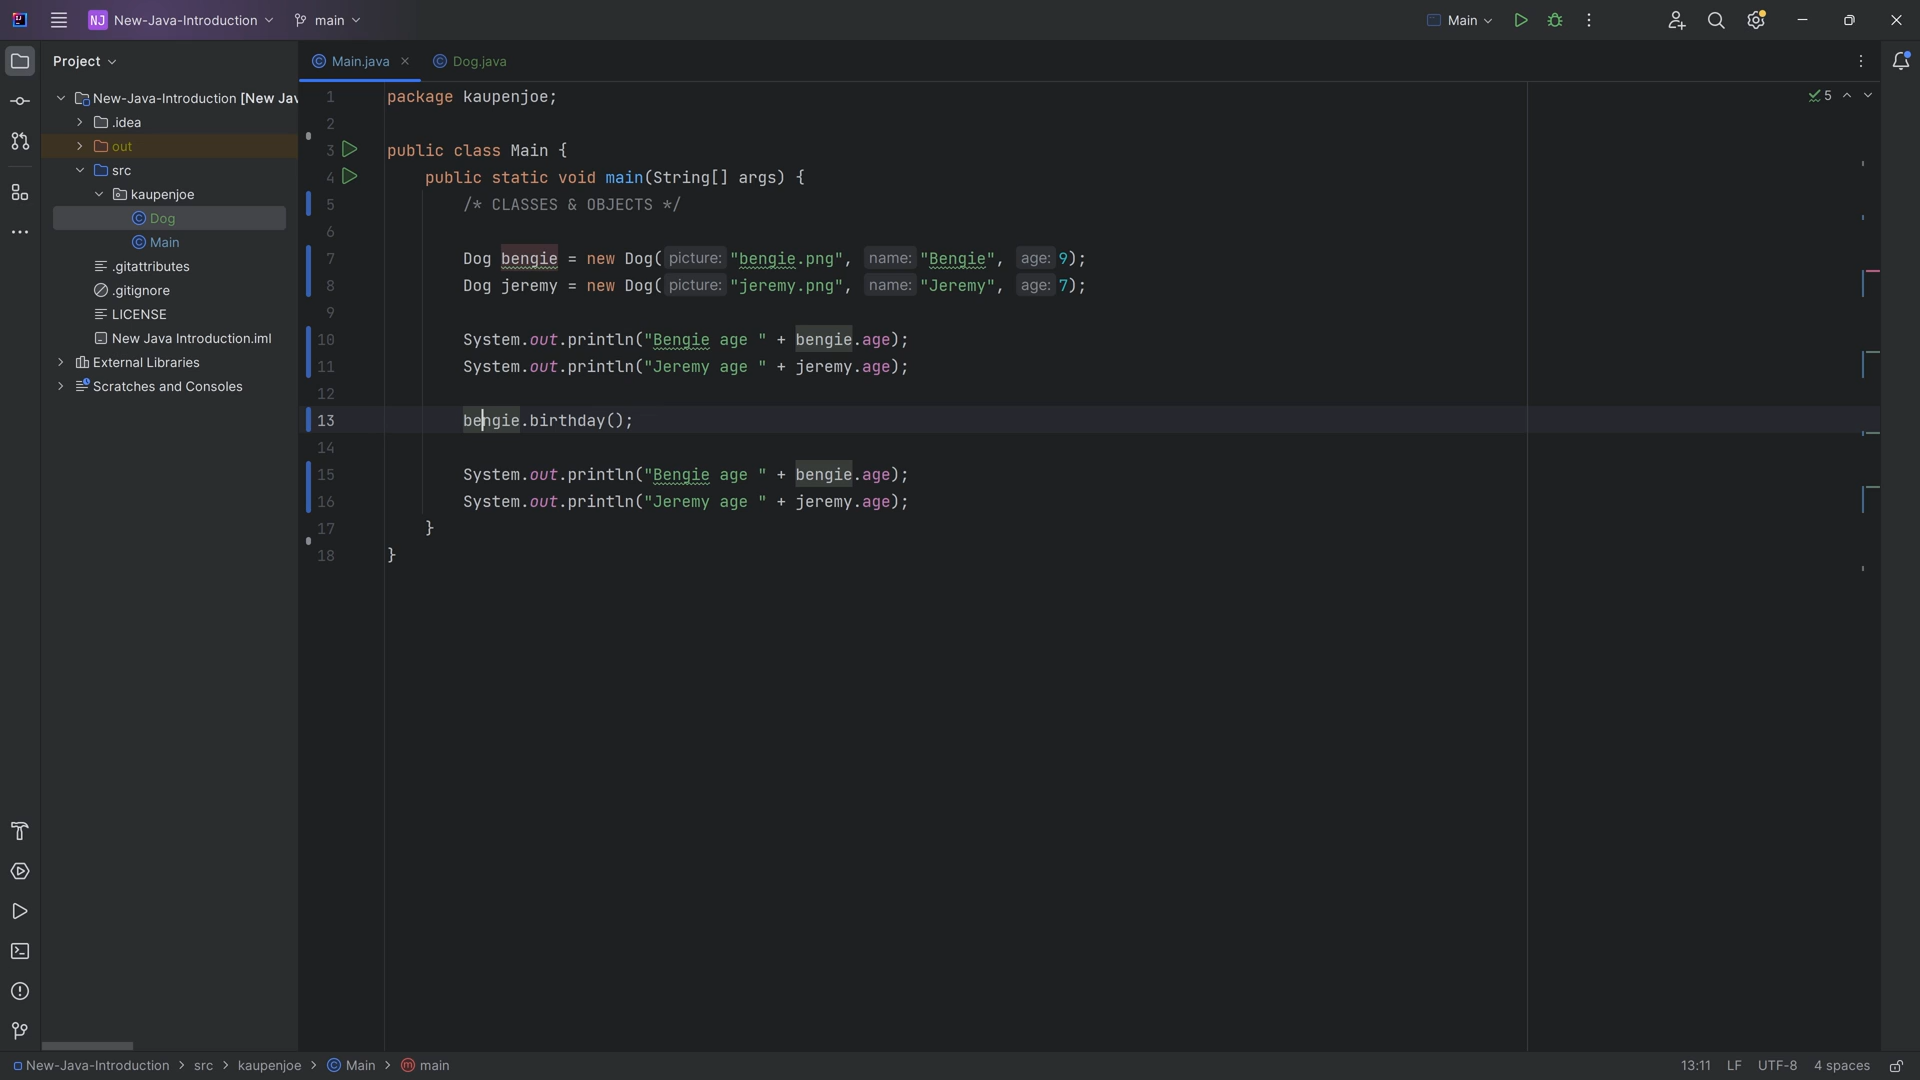 NJ New-Java-Introduction main Main
Project
Main.java Dog.java
New-Java-Introduction [New Jav
.idea
out
src
kaupenjoe
Dog
Main
.gitattributes
.gitignore
LICENSE
New Java Introduction.iml
External Libraries
Scratches and Consoles
5
1 package kaupenjoe;
2
3 public class Main {
4 public static void main(String[] args) {
5 /* CLASSES & OBJECTS */
6
7 Dog bengie = new Dog( picture: "bengie.png", name: "Bengie", age: 9);
8 Dog jeremy = new Dog( picture: "jeremy.png", name: "Jeremy", age: 7);
9
10 System.out.println("Bengie age " + bengie.age);
11 System.out.println("Jeremy age " + jeremy.age);
12
13 bengie.birthday();
14
15 System.out.println("Bengie age " + bengie.age);
16 System.out.println("Jeremy age " + jeremy.age);
17 }
18 }
New-Java-Introduction > src > kaupenjoe > Main > main 13:11 LF UTF-8 4 spaces